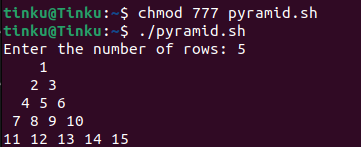 tinku@Tinku:~$ chmod 777 pyramid.sh
tinku@Tinku:~$ ./pyramid.sh
Enter the number of rows: 5
    1
   2 3
  4 5 6
 7 8 9 10
11 12 13 14 15